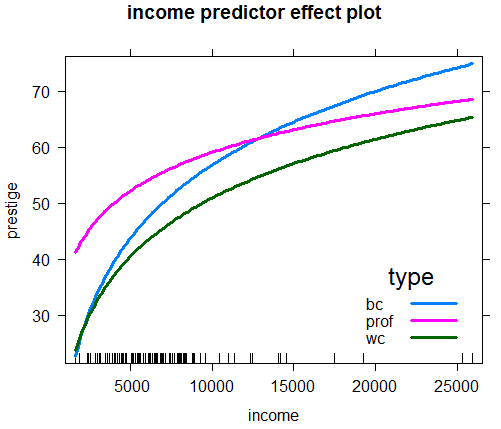 income predictor effect plot
prestige
70
60
50
40
30
type
bc
prof
wc
5000 10000 15000 20000 25000
income